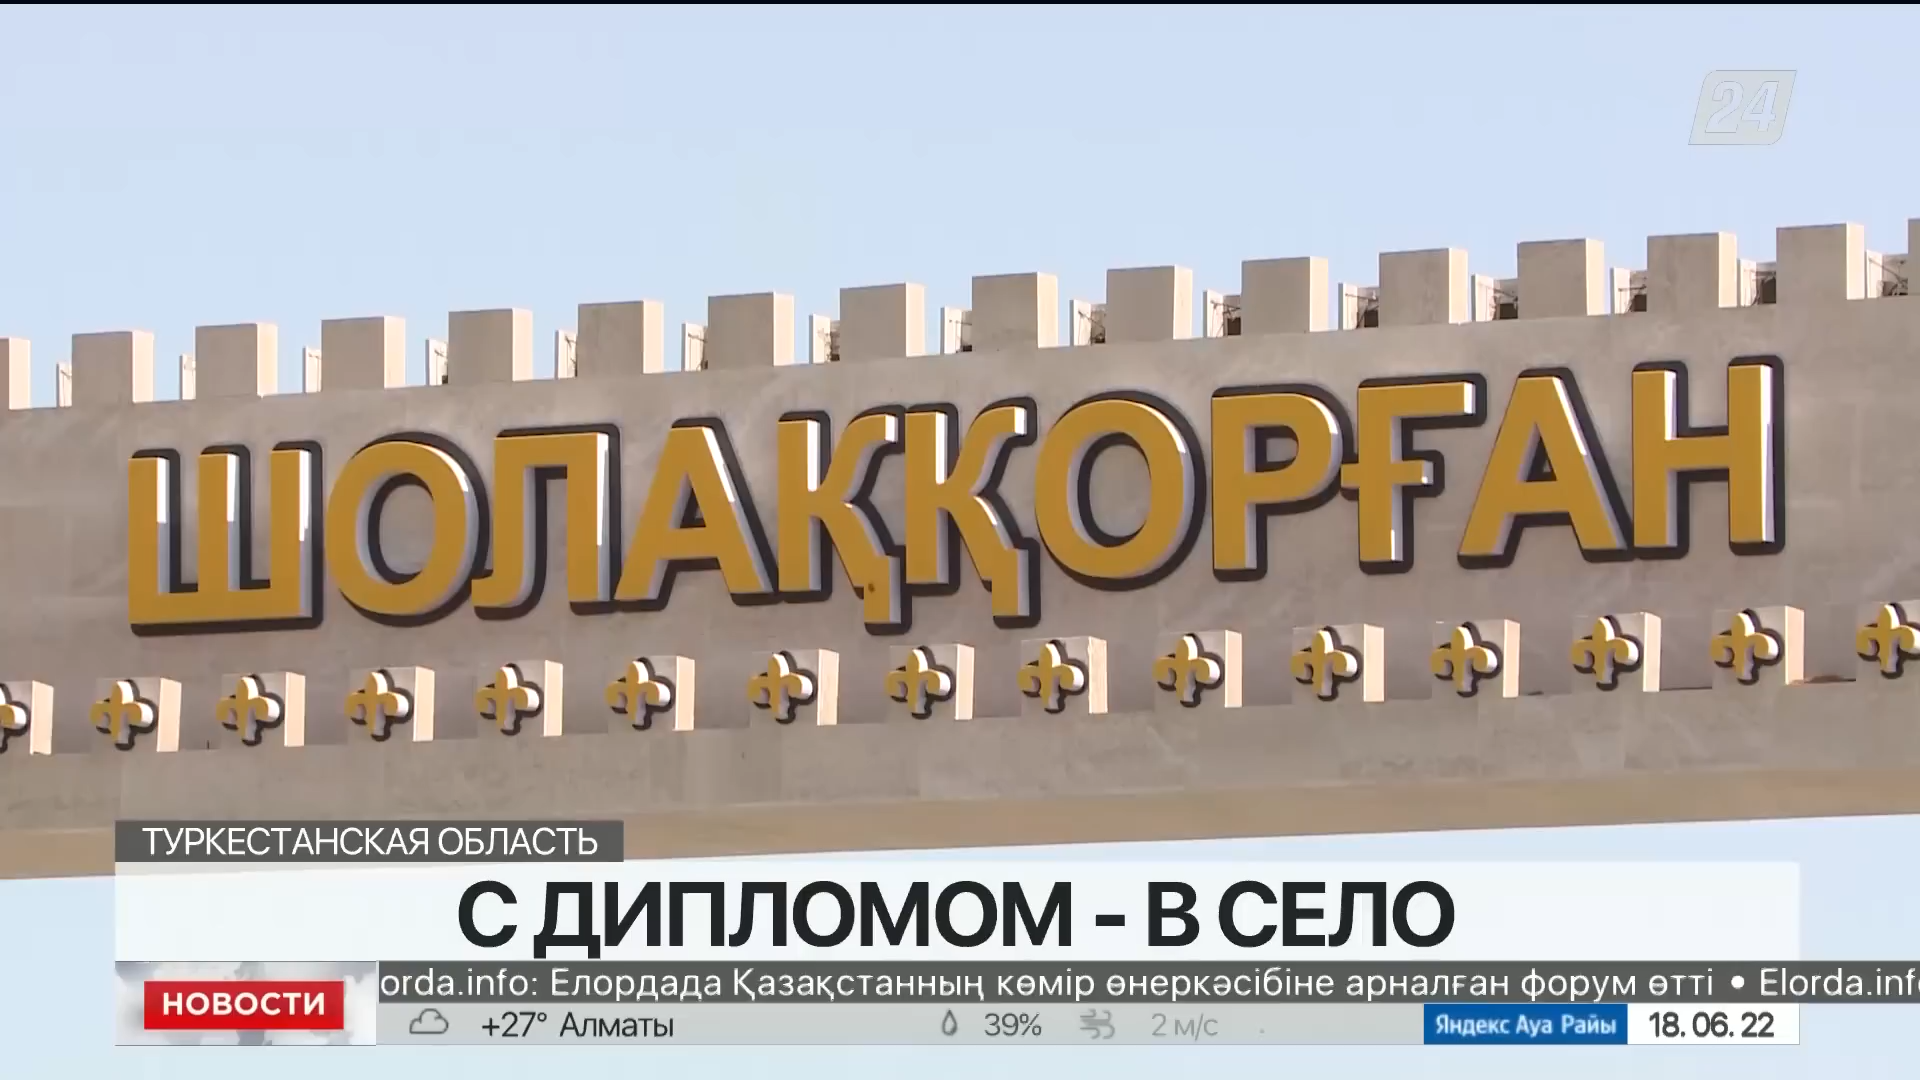 24
ШОЛАҚҚОРҒАН
ТУРКЕСТАНСКАЯ ОБЛАСТЬ
С ДИПЛОМОМ - В СЕЛО
НОВОСТИ
orda.info: Елордада Қазақстанның көмір өнеркәсібіне арналған форум өтті • Elorda.inf
+27° Алматы 39% 2 м/с
Яндекс Ауа Райы 18. 06. 22